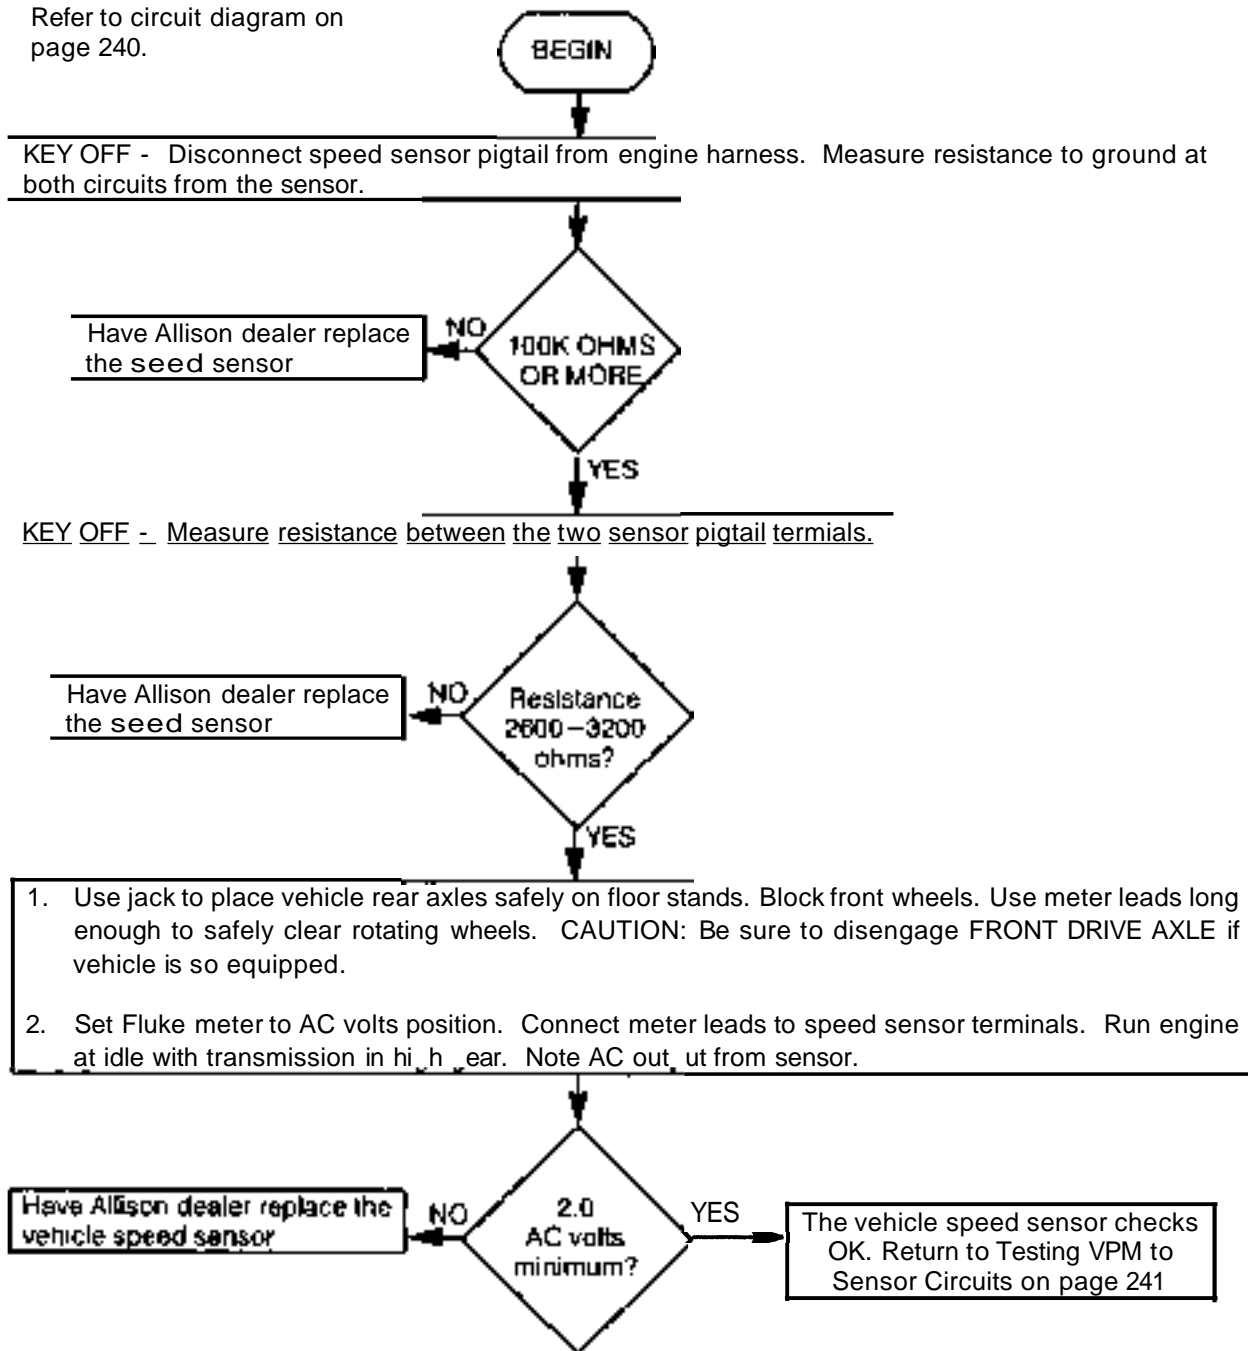 Refer to circuit diagram on
page 240.
BEGIN
KEY OFF - Disconnect speed sensor pigtail from engine harness. Measure resistance to ground at
both circuits from the sensor.
NO
100K OHMS
OR MORE
Have Allison dealer replace
the seed sensor
YES
KEY OFF - Measure resistance between the two sensor pigtail termials.
NO
Resistance
2600-3200
ohms?
Have Allison dealer replace
the seed sensor
YES
1. Use jack to place vehicle rear axles safely on floor stands. Block front wheels. Use meter leads long
enough to safely clear rotating wheels. CAUTION: Be sure to disengage FRONT DRIVE AXLE if
vehicle is so equipped.
2. Set Fluke meter to AC volts position. Connect meter leads to speed sensor terminals. Run engine
at idle with transmission in hi h ear. Note AC out ut from sensor.
Have Allison dealer replace the
vehicle speed sensor
NO
2.0
AC volts
minimum?
YES
The vehicle speed sensor checks
OK. Return to Testing VPM to
Sensor Circuits on page 241